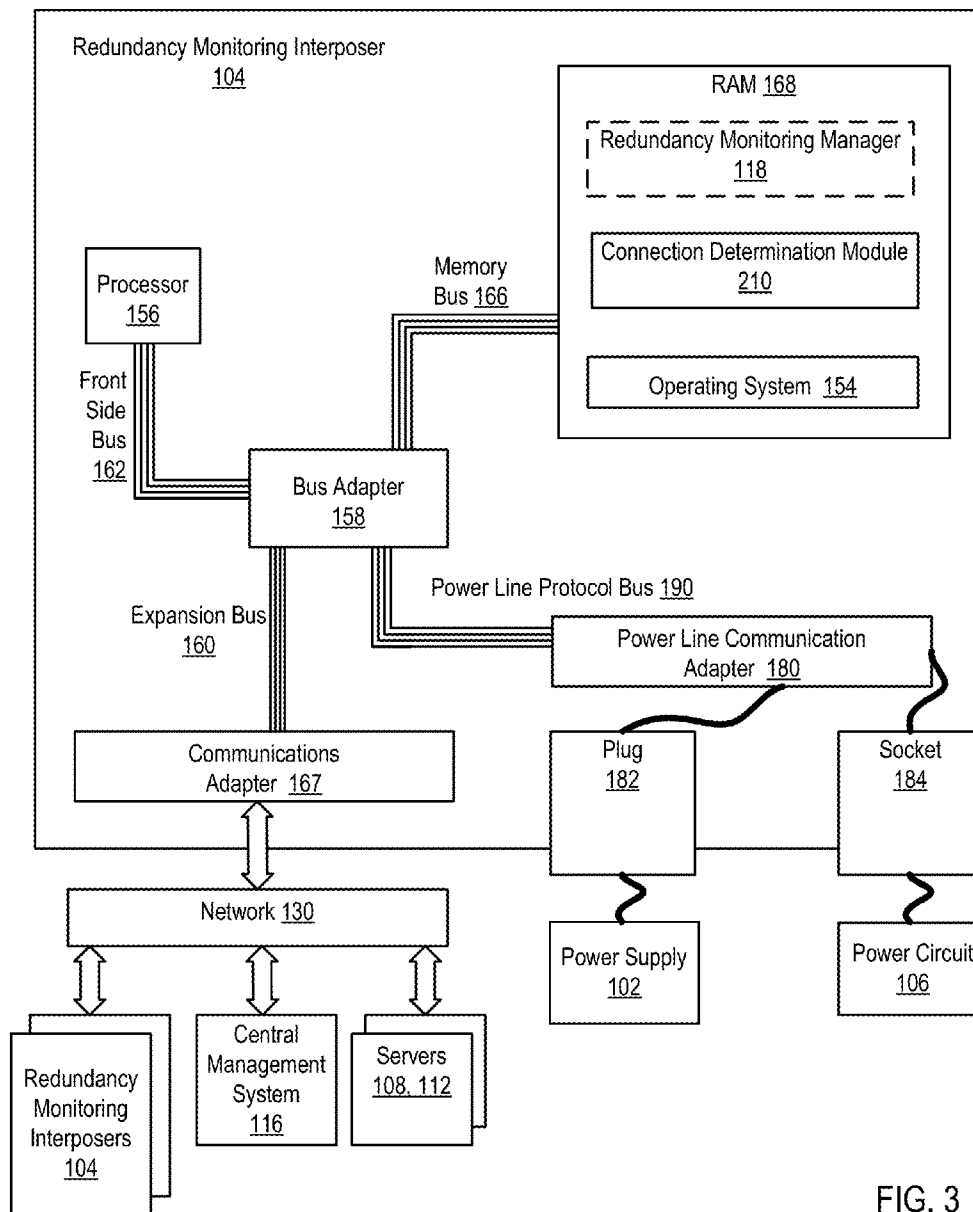 Redundancy Monitoring Interposer
104
RAM 168
Redundancy Monitoring Manager
118
Connection Determination Module
210
Operating System 154
Processor
156
Memory
Bus 166
Front
Side
Bus
162
Bus Adapter
158
Power Line Protocol Bus 190
Expansion Bus
160
Power Line Communication
Adapter 180
Communications
Adapter 167
Plug
182
Socket
184
Network 130
Power Supply
102
Power Circuit
106
Redundancy
Monitoring
Interposers
104
Central
Management
System
116
Servers
108, 112
FIG. 3